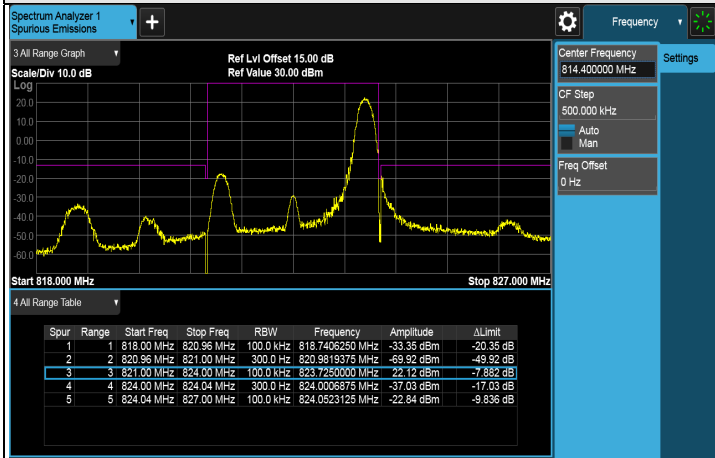 Spectrum Analyzer 1
Spurious Emissions
+
Frequency
3 All Range Graph
Ref Lvl Offset 15.00 dB
Scale/Div 10.0 dB
Ref Value 30.00 dBm
Log
20.0
10.0
0.00
-10.0
-20.0
-30.0
-40.0
-50.0
-60.0
Start 818.000 MHz
Stop 827.000 MHz
Center Frequency
814.400000 MHz
Settings
CF Step
500.000 kHz
Auto
Man
Freq Offset
0 Hz
4 All Range Table
Spur Range Start Freq Stop Freq RBW Frequency Amplitude ΔLimit
1 1 818.00 MHz 820.96 MHz 100.0 kHz 818.7406250 MHz -33.35 dBm -20.35 dB
2 2 820.96 MHz 821.00 MHz 300.0 Hz 820.9819375 MHz -69.92 dBm -49.92 dB
3 3 821.00 MHz 824.00 MHz 100.0 kHz 823.7250000 MHz 22.12 dBm -7.882 dB
4 4 824.00 MHz 824.04 MHz 300.0 Hz 824.0006875 MHz -37.03 dBm -17.03 dB
5 5 824.04 MHz 827.00 MHz 100.0 kHz 824.0523125 MHz -22.84 dBm -9.836 dB